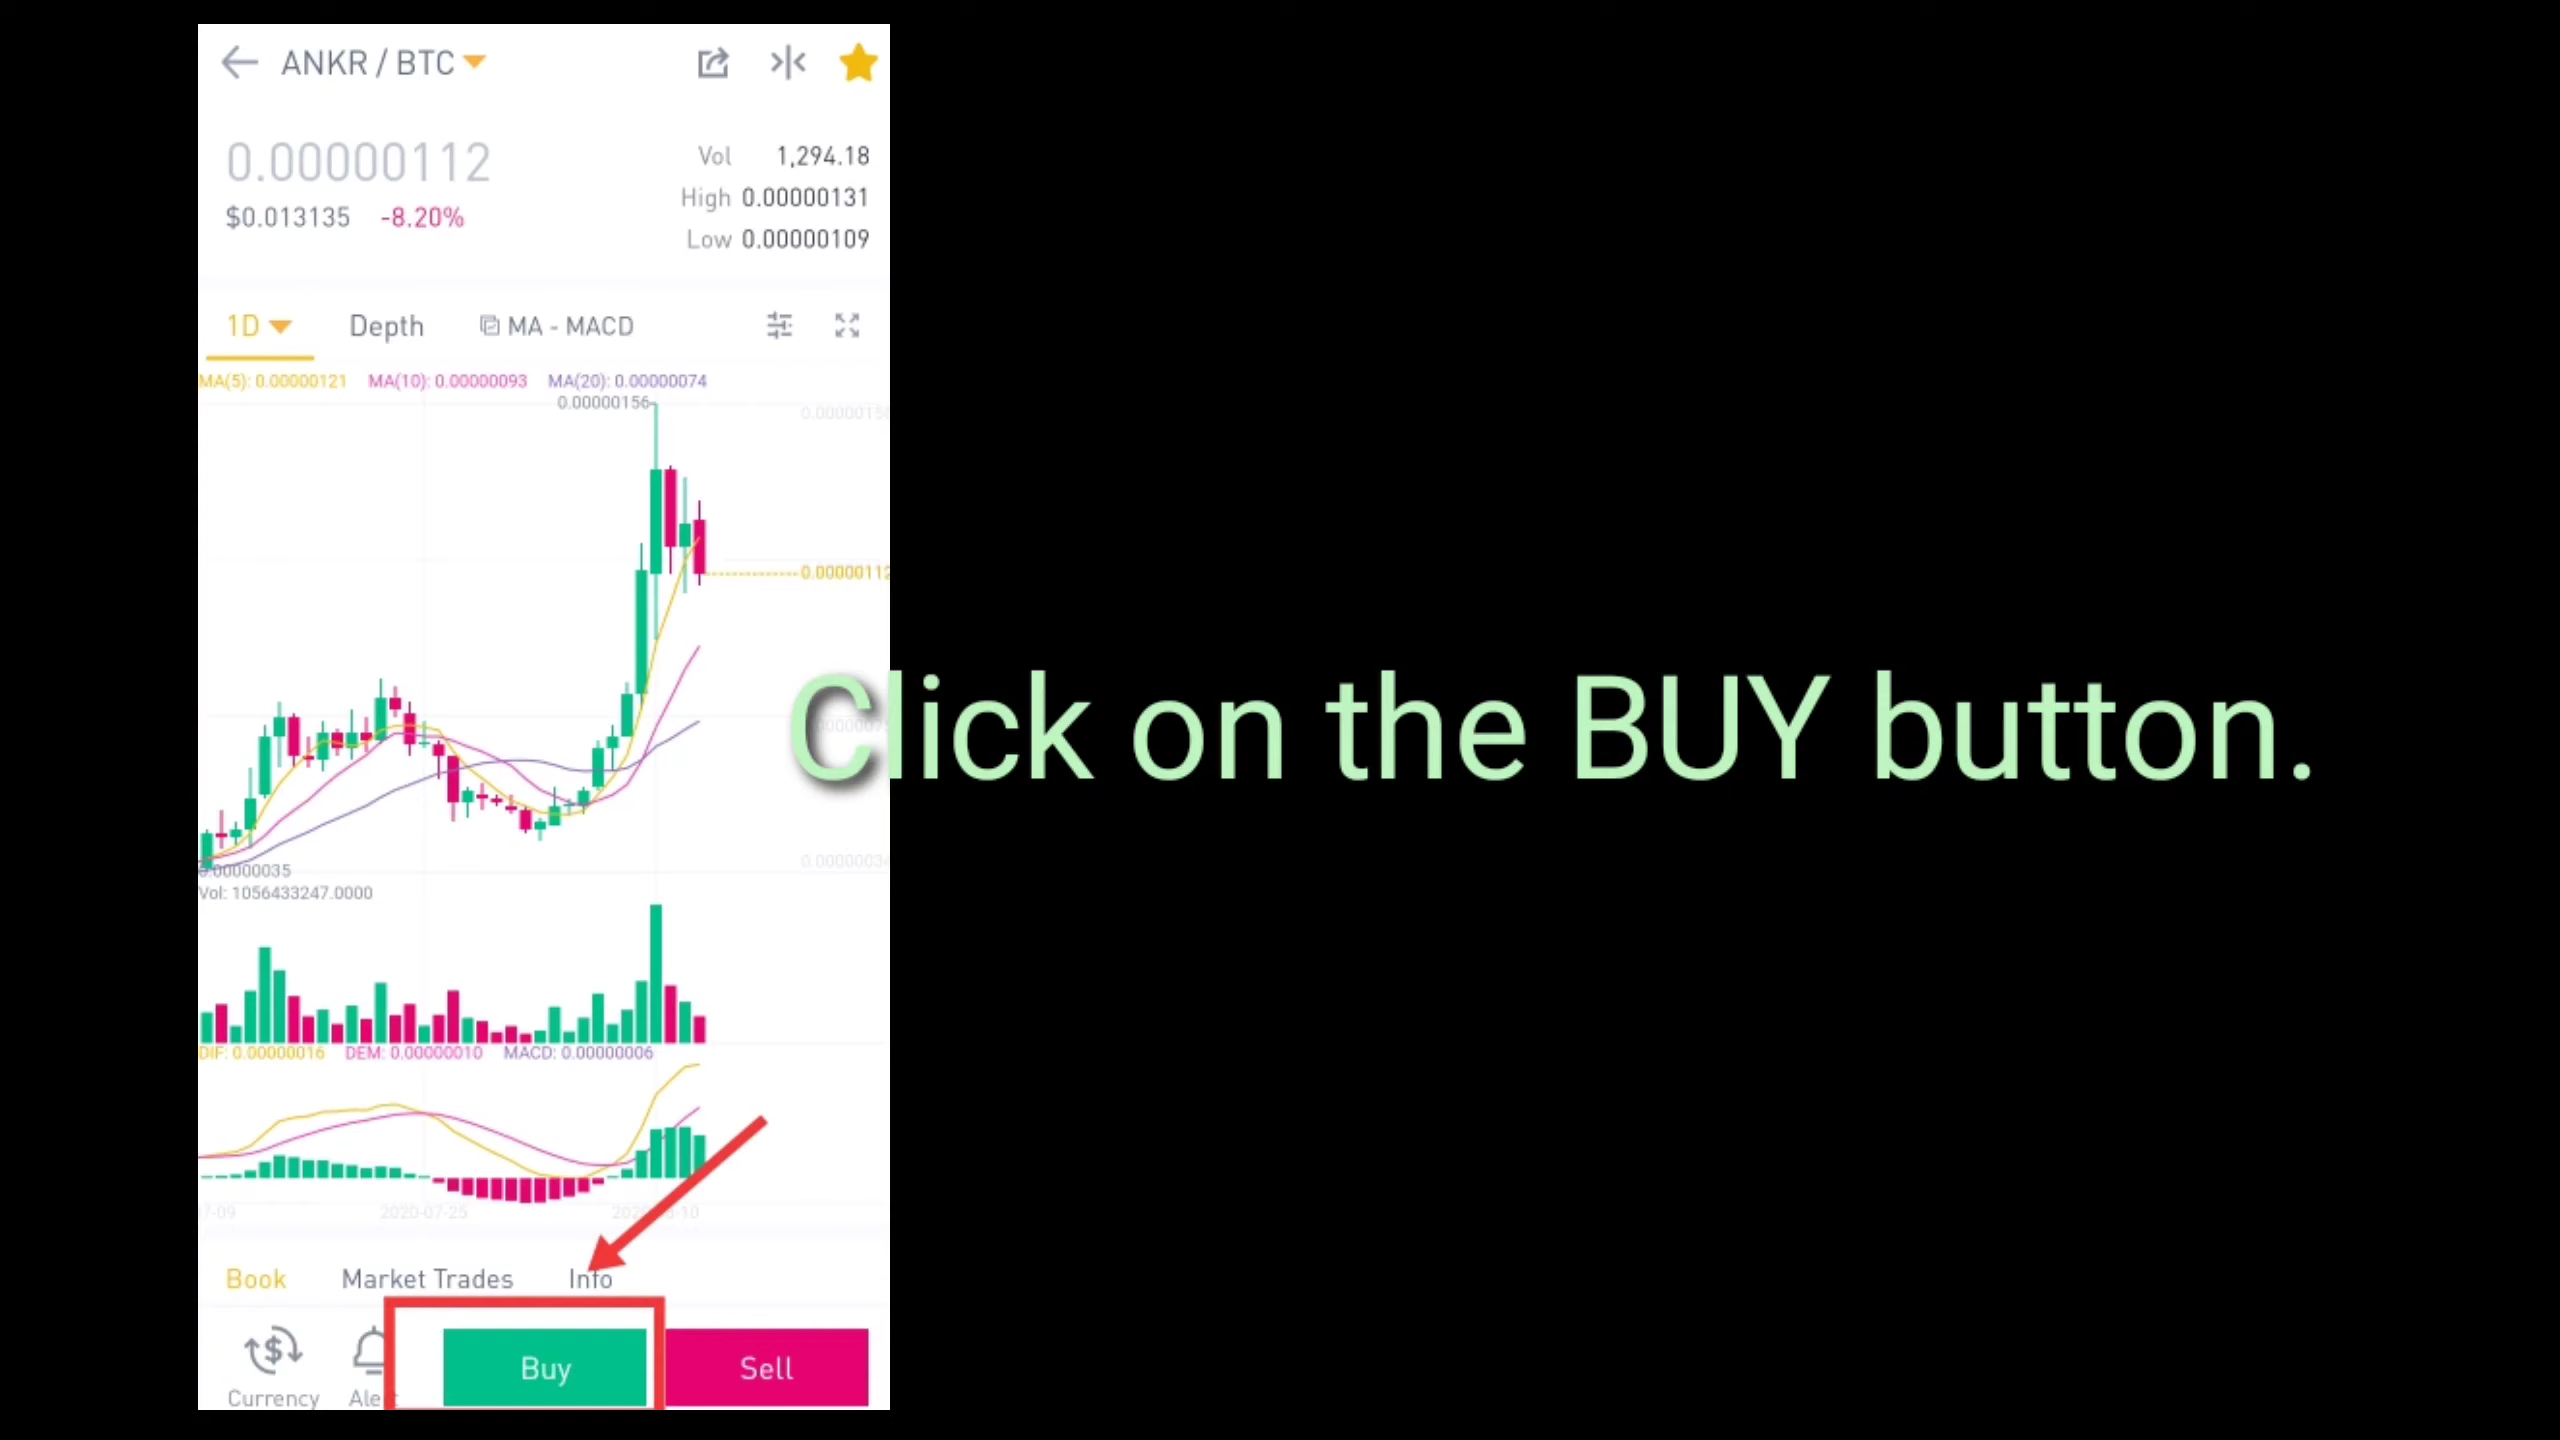 ANKR / BTC
0.00000112
$0.013135 -8.20%
Vol 1,294.18
High 0.00000131
Low 0.00000109
1D Depth MA - MACD
MA(5): 0.00000121 MA(10): 0.00000093 MA(20): 0.00000074
0.00000156
0.00000112
Click on the BUY button.
0.00000035
Vol: 1056433247.0000
DIF: 0.00000016 DEM: 0.00000010 MACD: 0.00000006
7-09 2020-07-25
Book Market Trades Info
Buy Sell
Currency